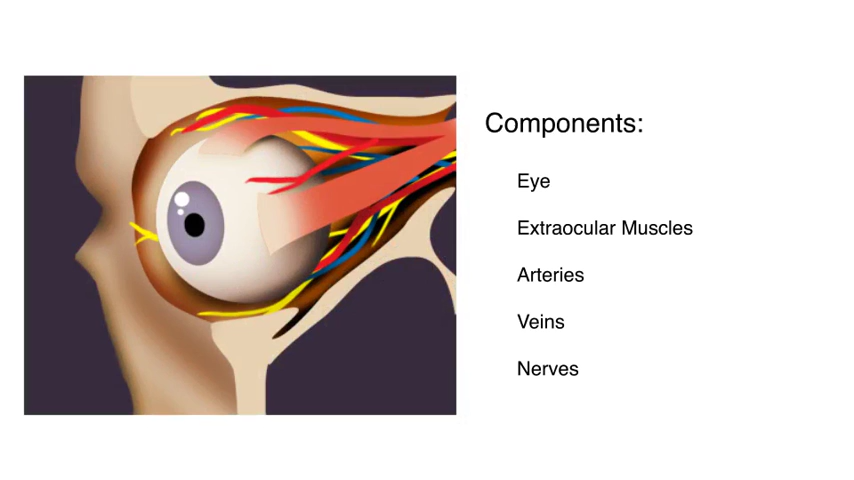 Components:
Eye
Extraocular Muscles
Arteries
Veins
Nerves